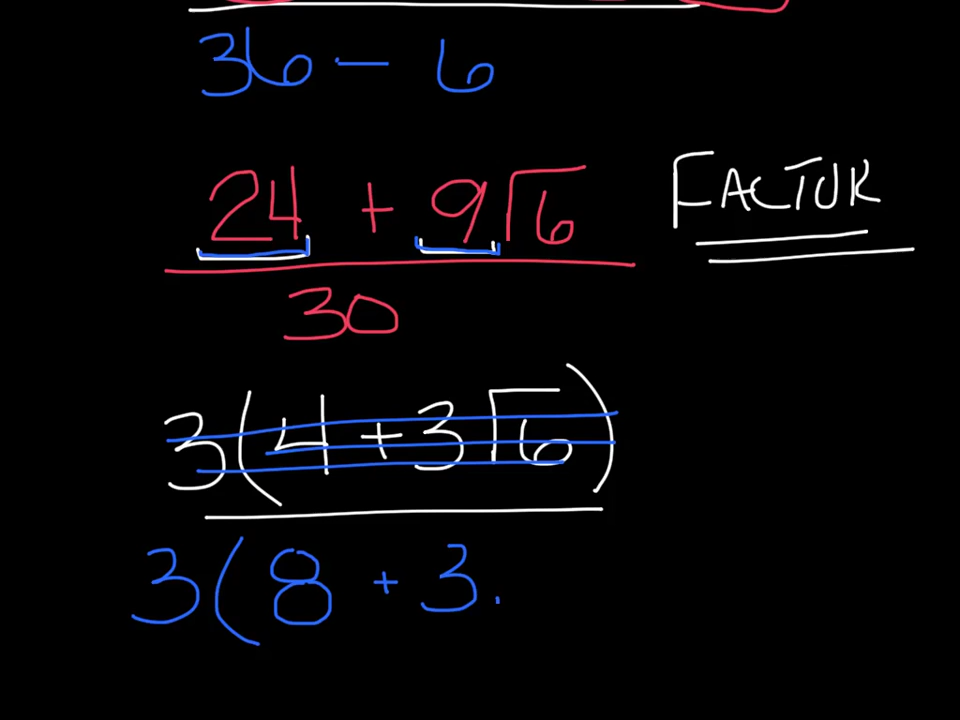 36 - 6
24 + 9√6
FACTOR
30
3(4 + 3√6)
3(8 + 3.